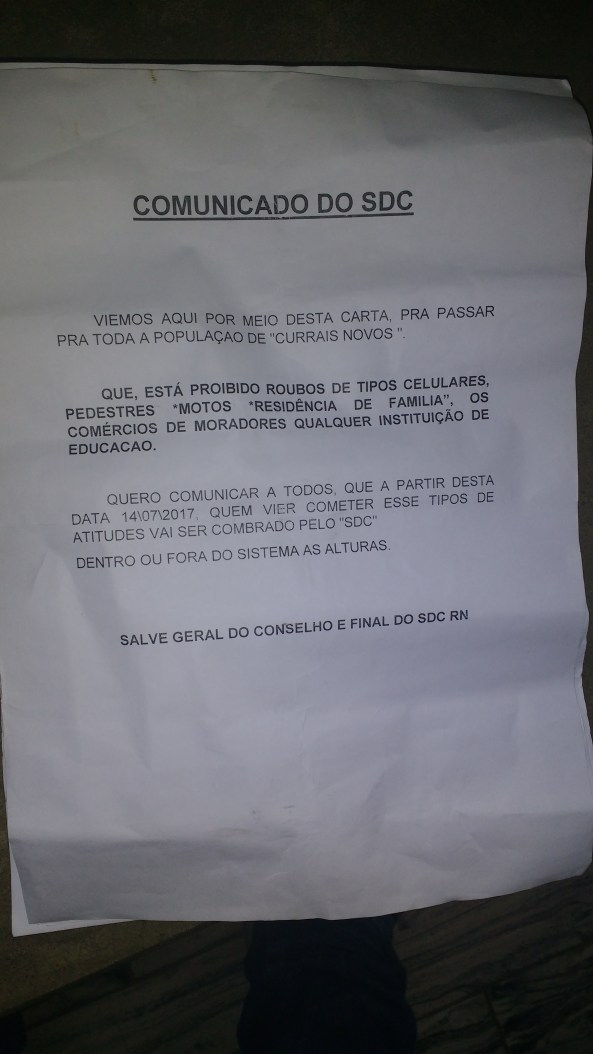 COMUNICADO DO SDC
VIEMOS AQUI POR MEIO DESTA CARTA, PRA PASSAR
PRA TODA A POPULAÇAO DE "CURRAIS NOVOS ".
QUE, ESTÁ PROIBIDO ROUBOS DE TIPOS CELULARES,
PEDESTRES *MOTOS *RESIDÊNCIA DE FAMILIA”, OS
COMÉRCIOS DE MORADORES QUALQUER INSTITUIÇÃO DE
EDUCACAO.
QUERO COMUNICAR A TODOS, QUE A PARTIR DESTA
DATA 14\07\2017, QUEM VIER COMETER ESSE TIPOS DE
ATITUDES VAI SER COMBRADO PELO "SDC"
DENTRO OU FORA DO SISTEMA AS ALTURAS.
SALVE GERAL DO CONSELHO E FINAL DO SDC RN